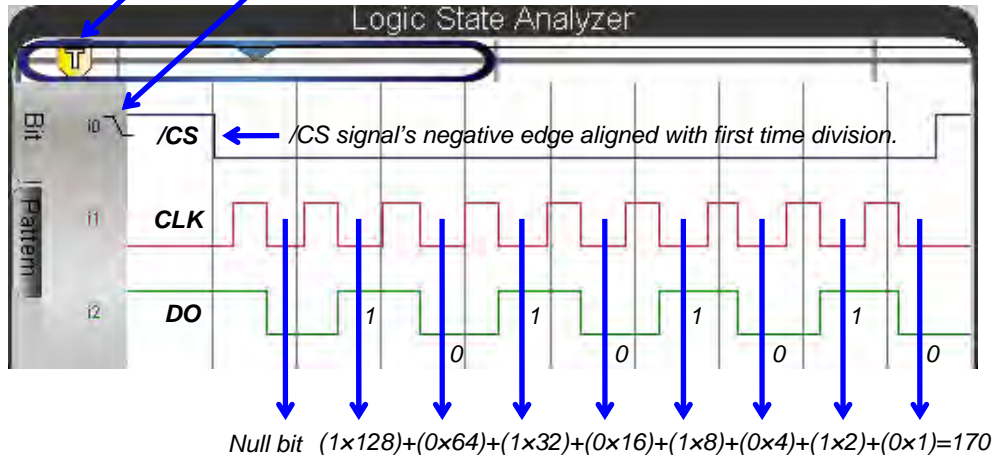 Logic State Analyzer
T
Bit
Pattern
i0
/CS
/CS signal's negative edge aligned with first time division.
i1
CLK
i2
DO
1
0
1
0
1
0
1
0
Null bit (1×128)+(0×64)+(1×32)+(0×16)+(1×8)+(0×4)+(1×2)+(0×1)=170